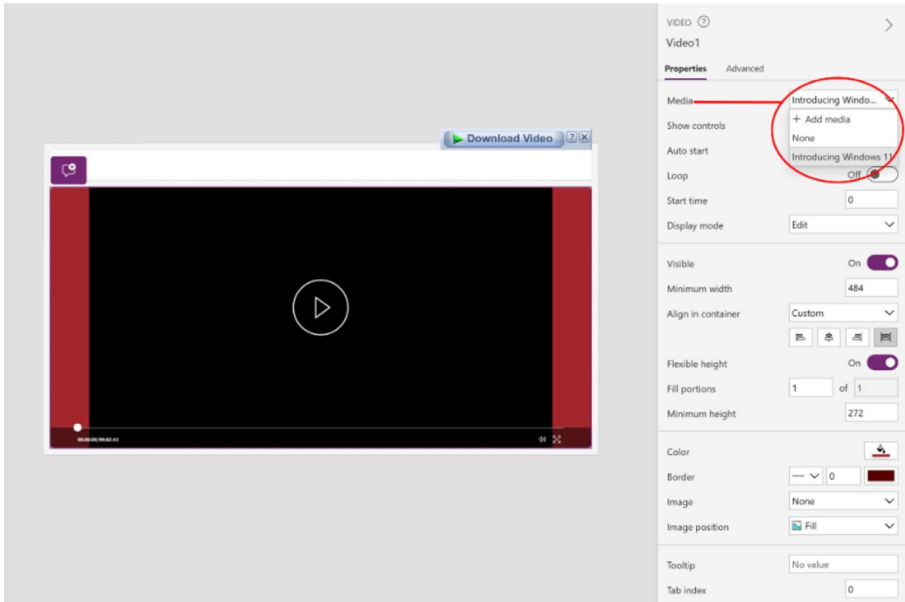 VIDEO ?
Video1
Properties Advanced
Media Introducing Windo...
+ Add media
None
Introducing Windows 11
Show controls
Auto start
Loop Off
Start time 0
Display mode Edit
Visible On
Minimum width 484
Align in container Custom
Flexible height On
Fill portions 1 of 1
Minimum height 272
Color
Border 0
Image None
Image position Fill
Tooltip No value
Tab index 0
Download Video ? X
00:00:00/00:02:43